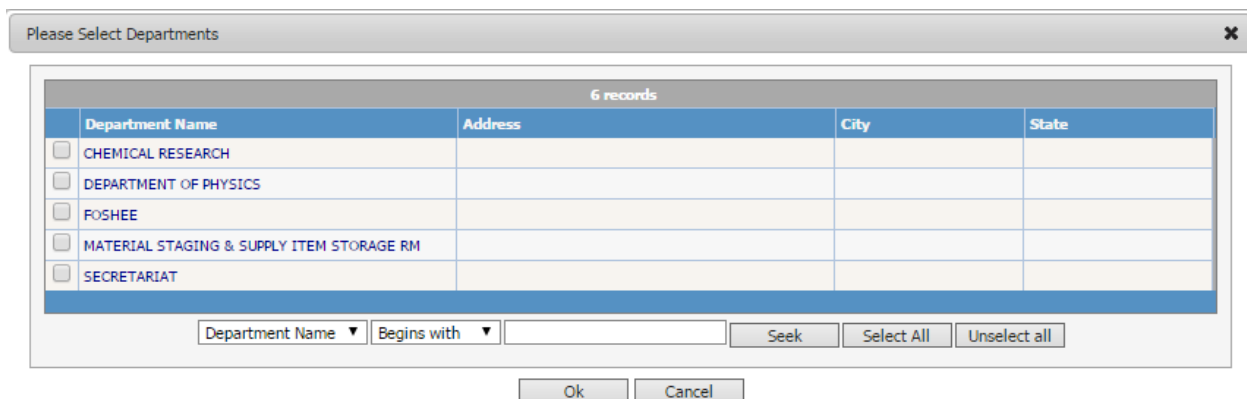 Please Select Departments
6 records
Department Name Address City State
CHEMICAL RESEARCH
DEPARTMENT OF PHYSICS
FOSHEE
MATERIAL STAGING & SUPPLY ITEM STORAGE RM
SECRETARIAT
Department Name Begins with Seek Select All Unselect all
Ok Cancel